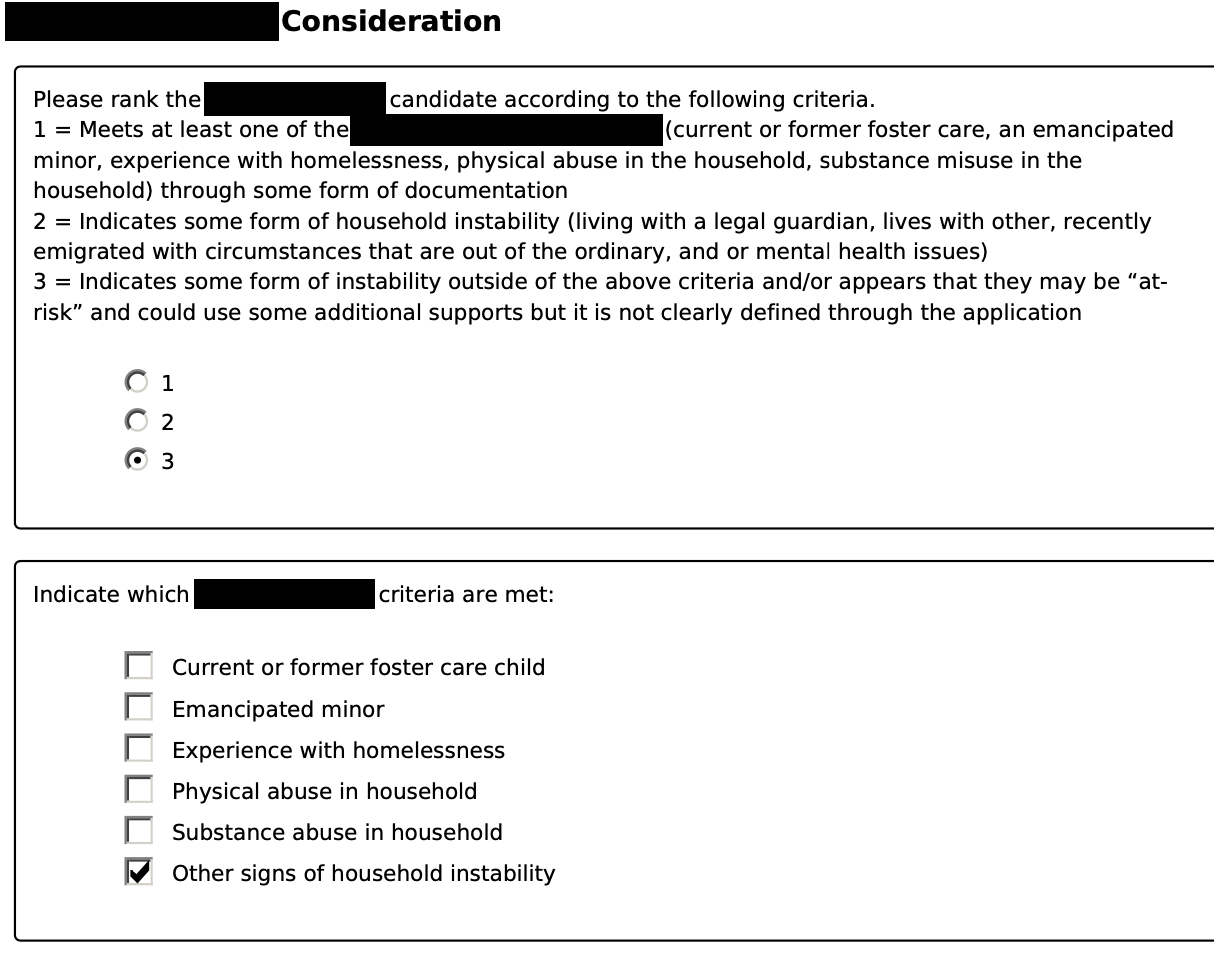 Consideration
Please rank the candidate according to the following criteria.
1 = Meets at least one of the (current or former foster care, an emancipated
minor, experience with homelessness, physical abuse in the household, substance misuse in the
household) through some form of documentation
2 = Indicates some form of household instability (living with a legal guardian, lives with other, recently
emigrated with circumstances that are out of the ordinary, and or mental health issues)
3 = Indicates some form of instability outside of the above criteria and/or appears that they may be “at-
risk” and could use some additional supports but it is not clearly defined through the application
1
2
3
Indicate which criteria are met:
Current or former foster care child
Emancipated minor
Experience with homelessness
Physical abuse in household
Substance abuse in household
Other signs of household instability